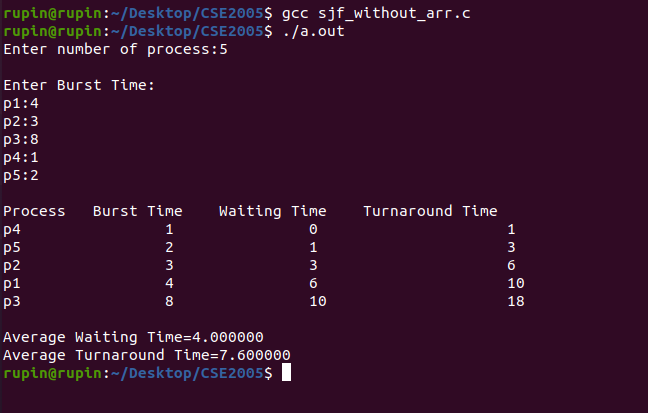 rupin@rupin:~/Desktop/CSE2005$ gcc sjf_without_arr.c
rupin@rupin:~/Desktop/CSE2005$ ./a.out
Enter number of process:5
Enter Burst Time:
p1:4
p2:3
p3:8
p4:1
p5:2
Process Burst Time Waiting Time Turnaround Time
p4 1 0 1
p5 2 1 3
p2 3 3 6
p1 4 6 10
p3 8 10 18
Average Waiting Time=4.000000
Average Turnaround Time=7.600000
rupin@rupin:~/Desktop/CSE2005$